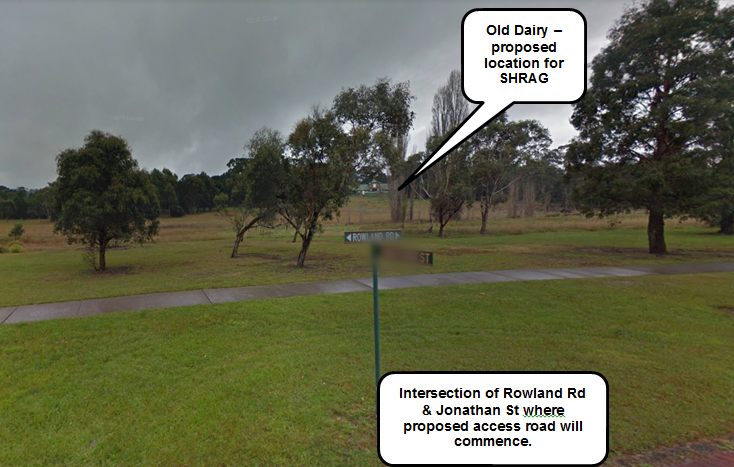 Old Dairy –
proposed
location for
SHRAG
ROWLAND RD
ST
Intersection of Rowland Rd
& Jonathan St where
proposed access road will
commence.